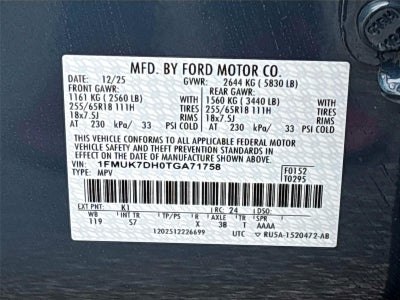 MFD. BY FORD MOTOR CO.
DATE: 12/25 GVWR: 2644 KG ( 5830 LB)
FRONT GAWR: REAR GAWR:
1161 KG ( 2560 LB) WITH 1560 KG ( 3440 LB) WITH
255/65R18 111H TIRES 255/65R18 111H TIRES
18x7.5J RIMS 18x7.5J RIMS
AT 230 kPa/ 33 PSI COLD AT 230 kPa/ 33 PSI COLD
THIS VEHICLE CONFORMS TO ALL APPLICABLE FEDERAL MOTOR
VEHICLE SAFETY AND THEFT PREVENTION STANDARDS IN EFFECT ON
THE DATE OF MANUFACTURE SHOWN ABOVE.
VIN: 1FMUK7DH0TGA71758 F0152
TYPE: MPV T0295
EXT PNT: K1 RC: 24 DSO:
WB INT TR TP/PS R AXLE TR SPR
119 S7 X 3B T AAAA
1202512226699 UTC ▽ RU5A-1520472-AB